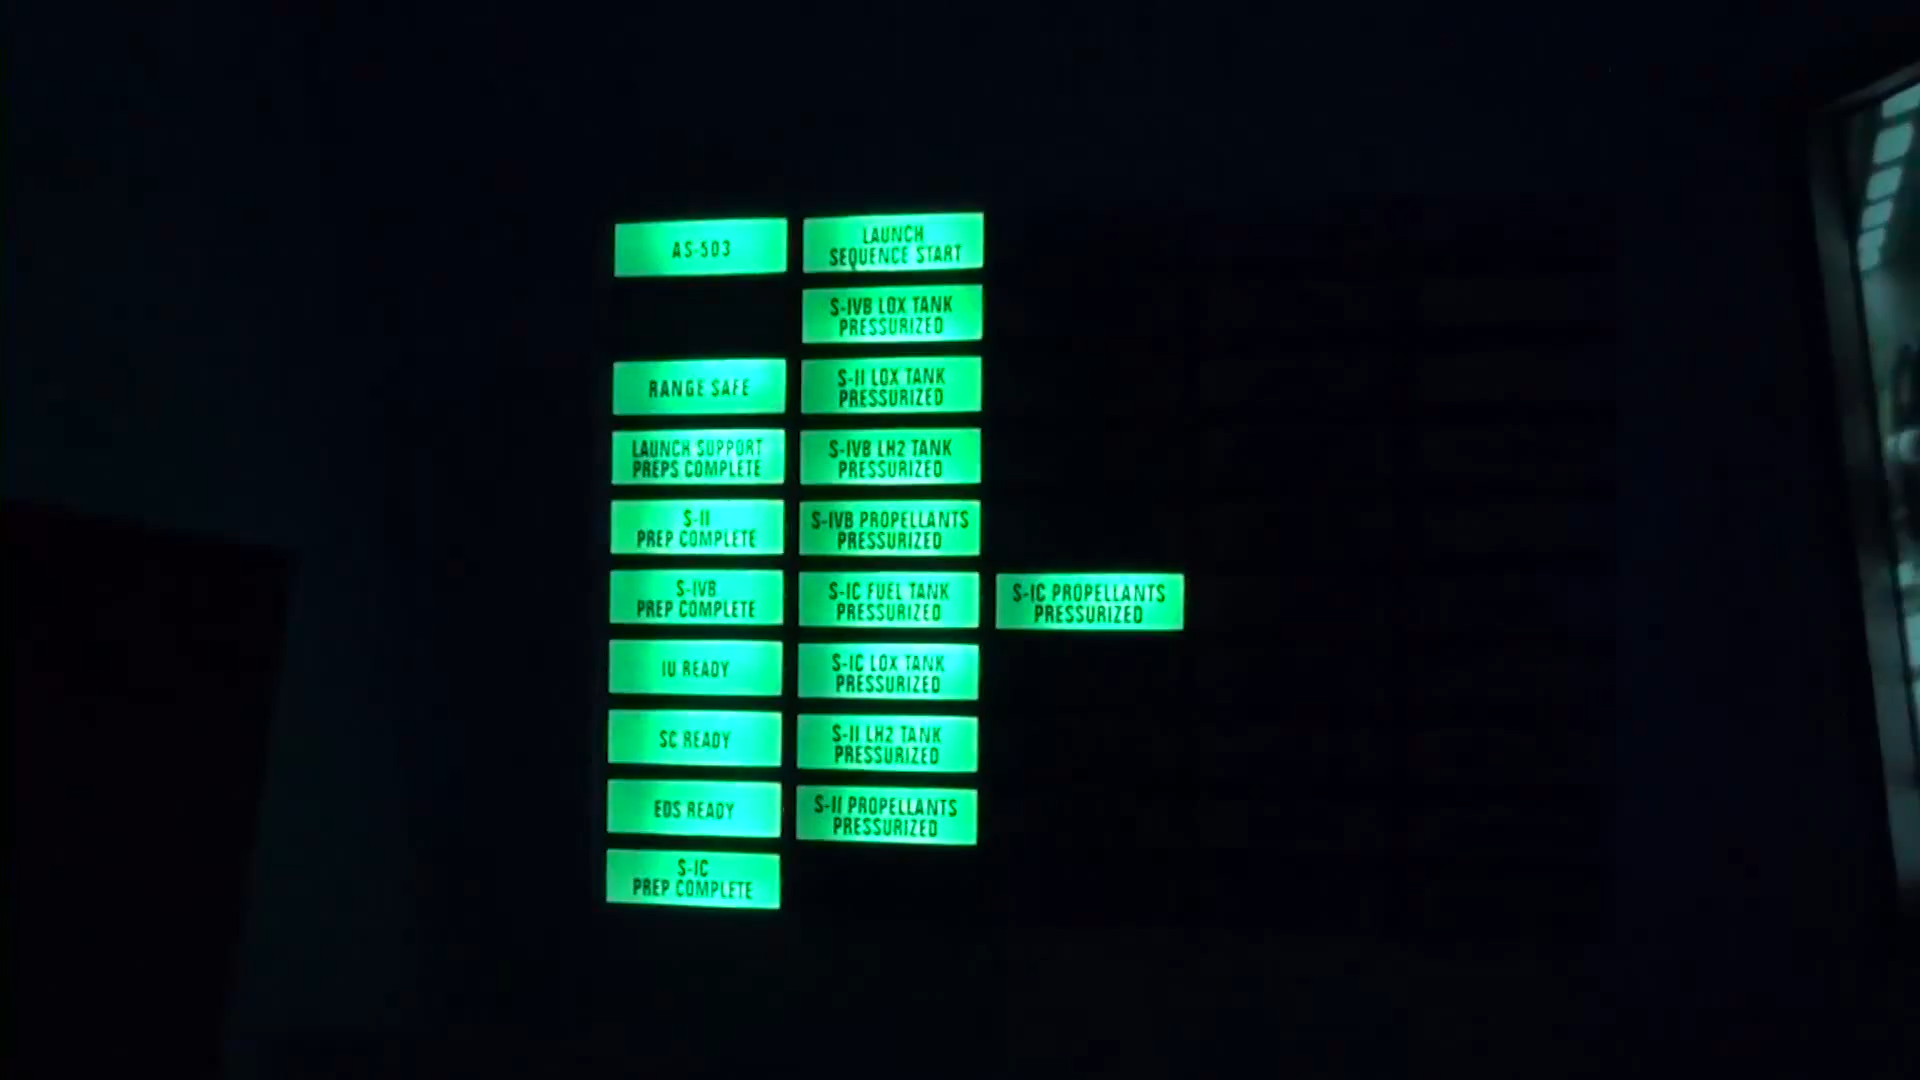 AS-503
LAUNCH
SEQUENCE START
S-IVB LOX TANK
PRESSURIZED
RANGE SAFE
S-II LOX TANK
PRESSURIZED
LAUNCH SUPPORT
PREPS COMPLETE
S-IVB LH2 TANK
PRESSURIZED
S-II
PREP COMPLETE
S-IVB PROPELLANTS
PRESSURIZED
S-IVB
PREP COMPLETE
S-IC FUEL TANK
PRESSURIZED
S-IC PROPELLANTS
PRESSURIZED
IU READY
S-IC LOX TANK
PRESSURIZED
SC READY
S-II LH2 TANK
PRESSURIZED
EDS READY
S-II PROPELLANTS
PRESSURIZED
S-IC
PREP COMPLETE